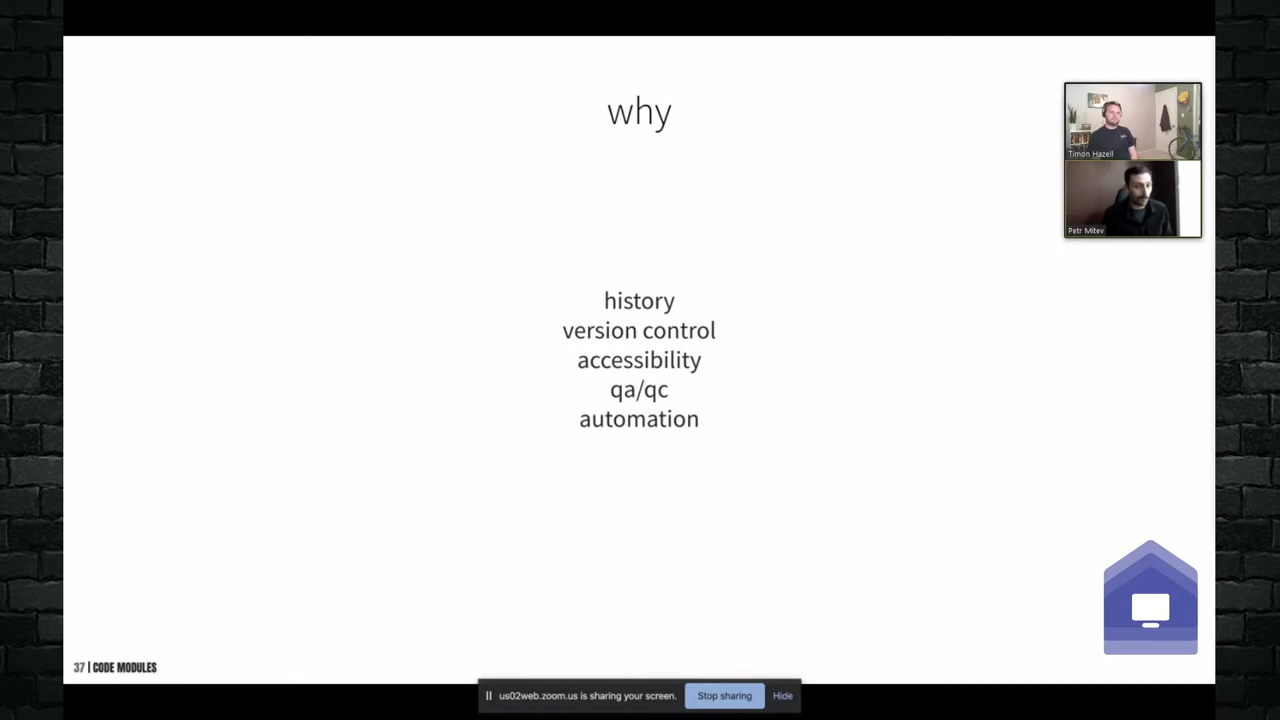 why
Timon Hazell
Petr Mitev
history
version control
accessibility
qa/qc
automation
37 | CODE MODULES
us02web.zoom.us is sharing your screen.
Stop sharing
Hide